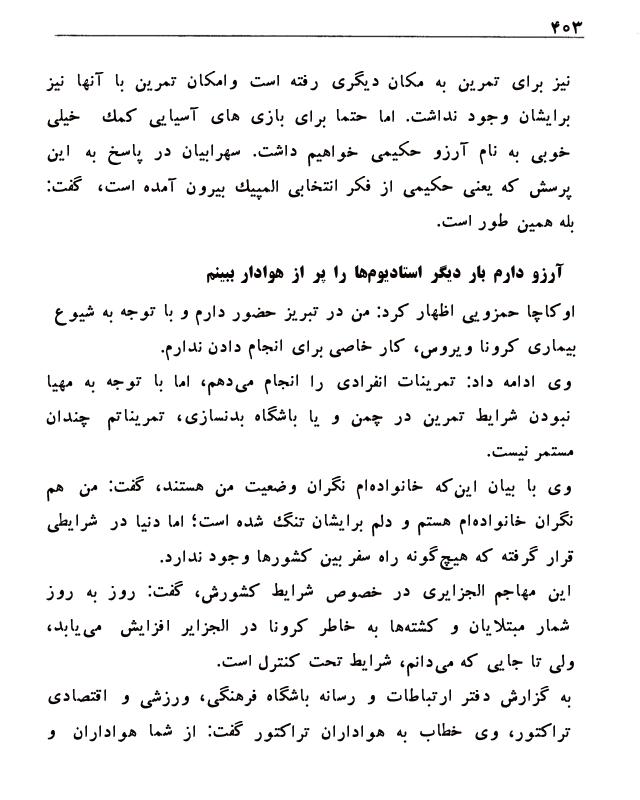 ۴۰۳
نیز برای تمرین به مکان دیگری رفته است وامکان تمرین با آنها نیز
برایشان وجود نداشت. اما حتما برای بازی های آسیایی کمك خیلی
خوبی به نام آرزو حکیمی خواهیم داشت. سهرابیان در پاسخ به این
پرسش که یعنی حکیمی از فکر انتخابی المپیك بیرون آمده است، گفت:
بله همین طور است.
آرزو دارم بار دیگر استادیوم‌ها را پر از هوادار ببینم
اوکاچا حمزویی اظهار کرد: من در تبریز حضور دارم و با توجه به شیوع
بیماری کرونا ویروس، کار خاصی برای انجام دادن ندارم.
وی ادامه داد: تمرینات انفرادی را انجام می‌دهم، اما با توجه به مهیا
نبودن شرایط تمرین در چمن و یا باشگاه بدنسازی، تمریناتم چندان
مستمر نیست.
وی با بیان این‌که خانواده‌ام نگران وضعیت من هستند، گفت: من هم
نگران خانواده‌ام هستم و دلم برایشان تنگ شده است؛ اما دنیا در شرایطی
قرار گرفته که هیچ‌گونه راه سفر بین کشورها وجود ندارد.
این مهاجم الجزایری در خصوص شرایط کشورش، گفت: روز به روز
شمار مبتلایان و کشته‌ها به خاطر کرونا در الجزایر افزایش می‌یابد،
ولی تا جایی که می‌دانم، شرایط تحت کنترل است.
به گزارش دفتر ارتباطات و رسانه باشگاه فرهنگی، ورزشی و اقتصادی
تراکتور، وی خطاب به هواداران تراکتور گفت: از شما هواداران و